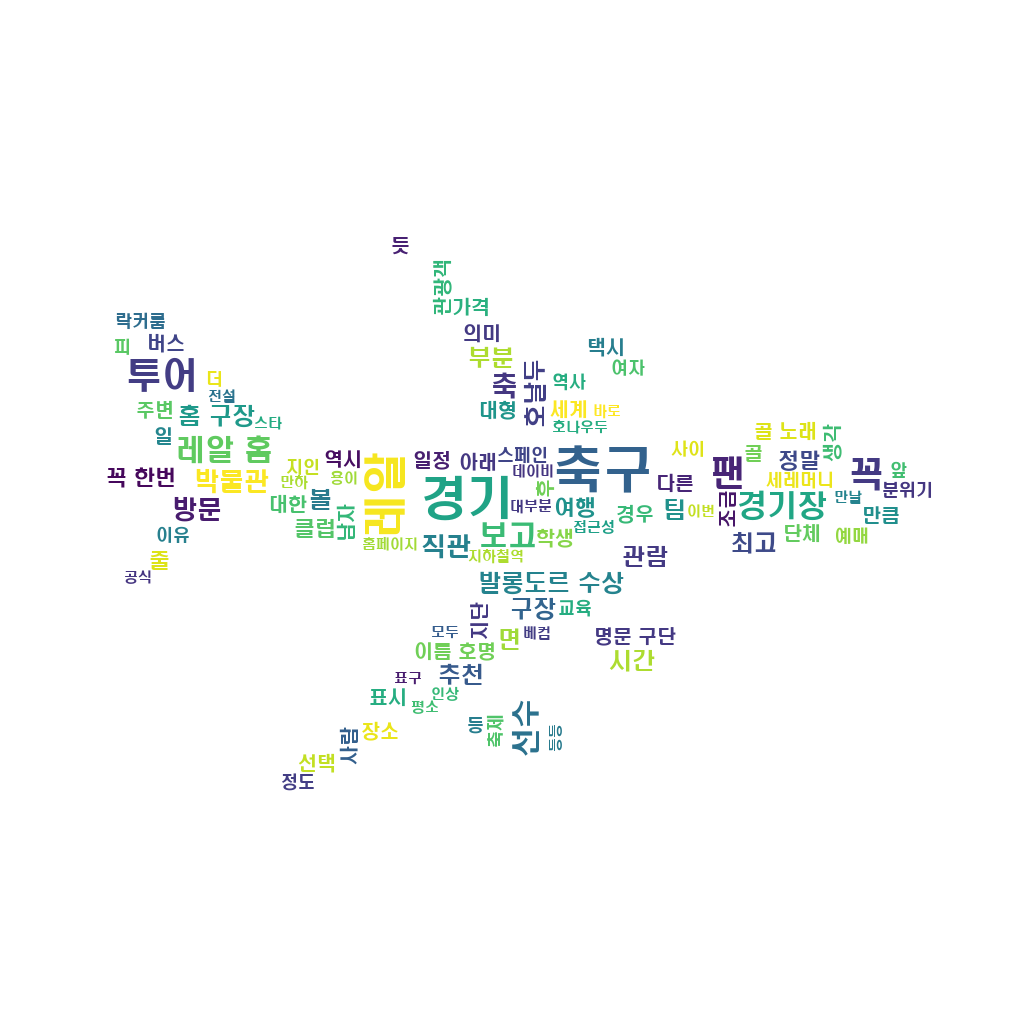 듯
관광객
가격
락커룸
버스
의미
피
택시
부분
투어
여자
더
축
호날두
역사
전설
주변
홈 구장
대형
세계
바로
스타
호나우두
일
골 노래
생각
레알 홈
역시
일정
아래
스페인
축구
사이
골
정말
꼭 한번
박물관
지인
용이
만하
레알
경기
데이비
후
다른
팬
세레머니
꼭
앞
분위기
방문
대한
볼
남자
대부분
여행
경우
팀
이번
조금
경기장
만날
만큼
이유
클럽
홈페이지
직관
보고
학생
접근성
최고
단체
예매
줄
지하철역
관람
공식
발롱도르 수상
지단
구장
교육
모두
면
베컴
명문 구단
이름 호명
시간
표구
추천
표시
인상
평소
사람
장소
등
축제
선수
등등
선택
정도